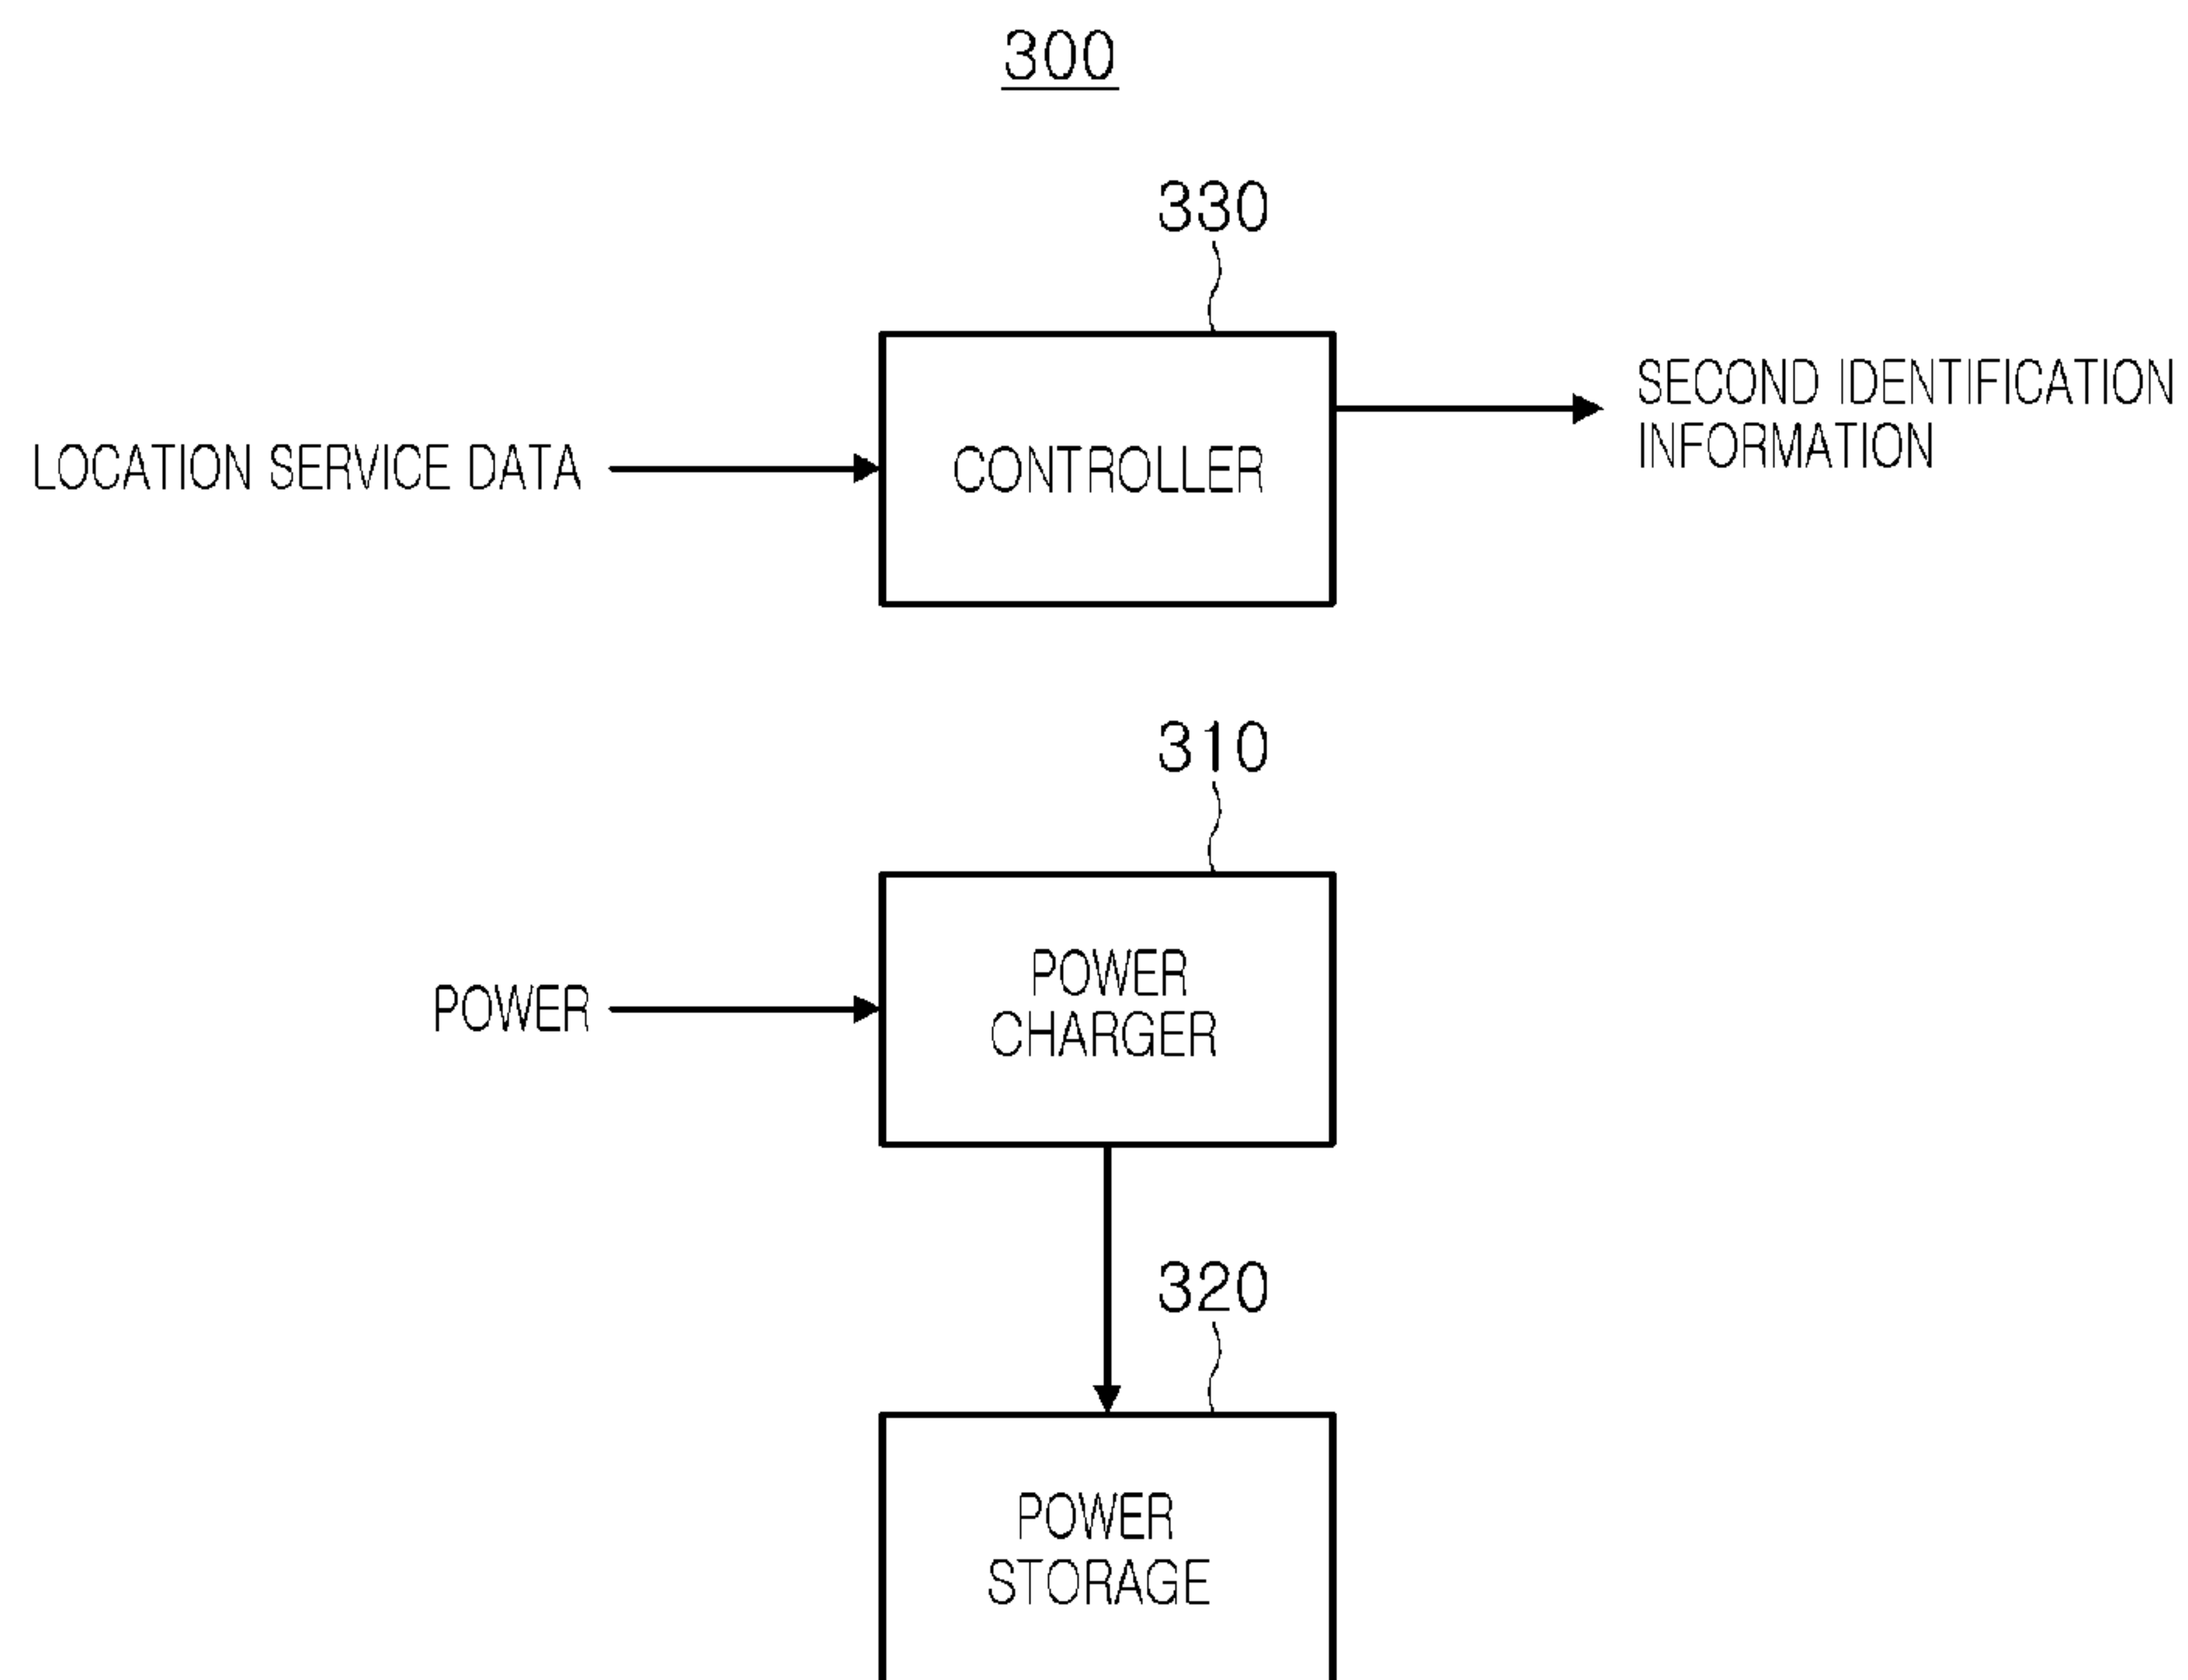 300
330
LOCATION SERVICE DATA
CONTROLLER
SECOND IDENTIFICATION
INFORMATION
310
POWER
POWER
CHARGER
320
POWER
STORAGE